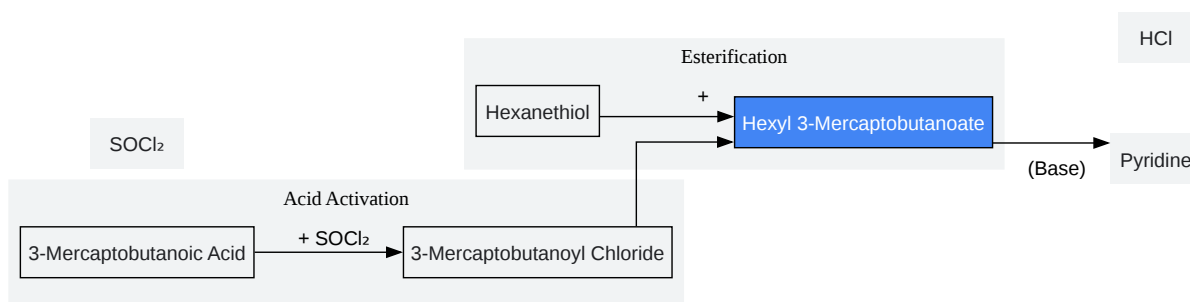 HCl
Esterification
Hexanethiol
+
Hexyl 3-Mercaptobutanoate
SOCl₂
(Base)
Pyridine
Acid Activation
3-Mercaptobutanoic Acid
+ SOCl₂
3-Mercaptobutanoyl Chloride